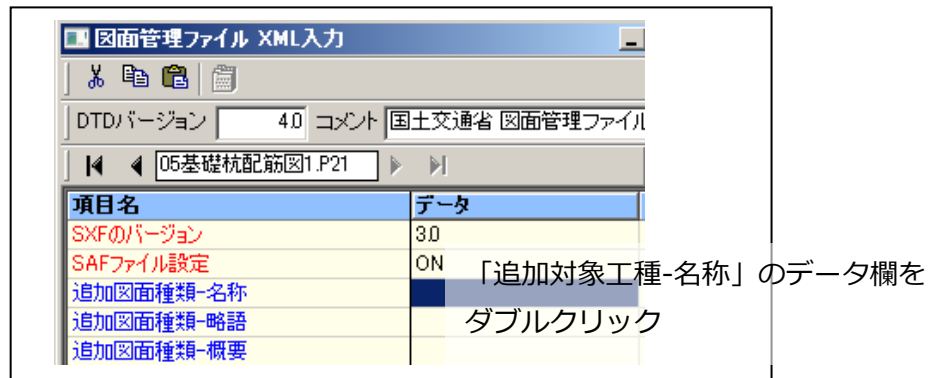 図面管理ファイル XML入力
DTDバージョン 4.0 コメント 国土交通省 図面管理ファイル
05基礎杭配筋図1.P21
項目名 データ
SXFのバージョン 3.0
SAFファイル設定 ON
追加図面種類-名称
追加図面種類-略語
追加図面種類-概要
「追加対象工種-名称」のデータ欄を
ダブルクリック